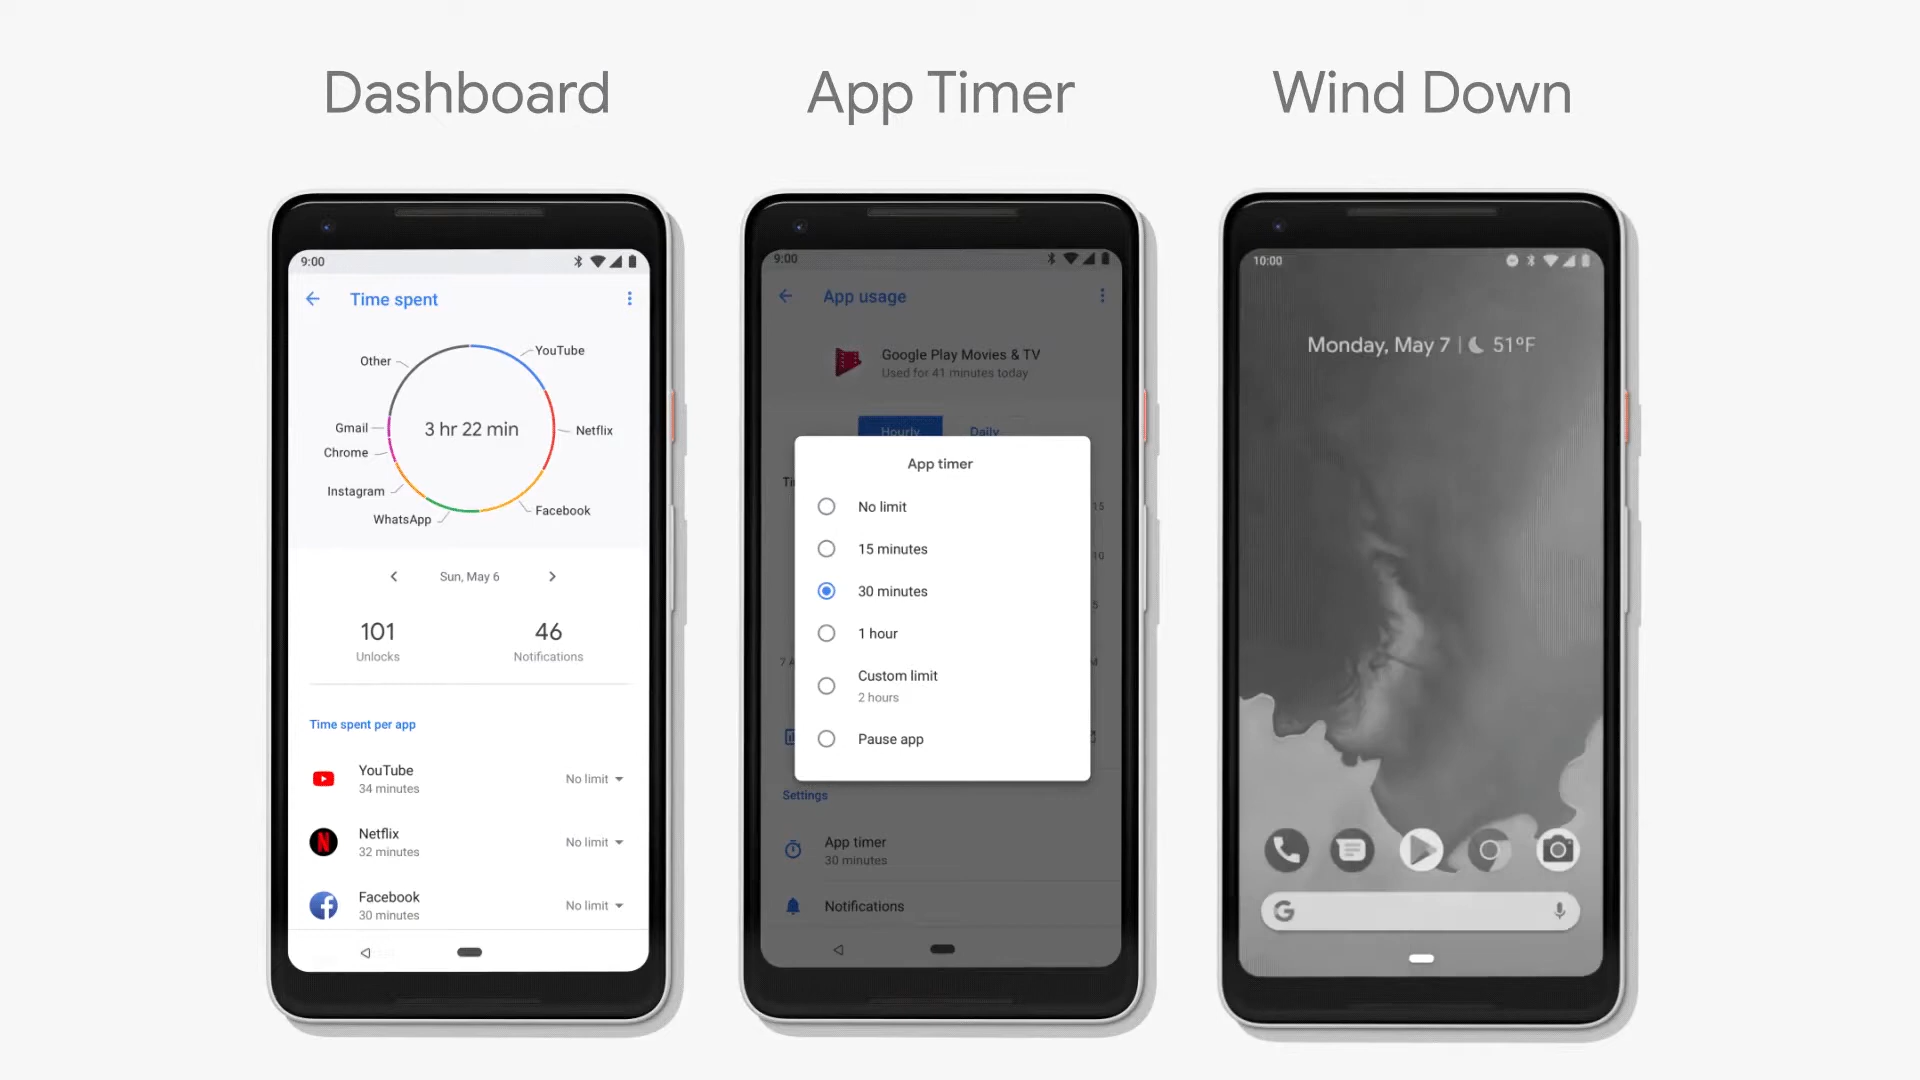 Dashboard
App Timer
Wind Down
9:00
Time spent
Other
YouTube
Gmail
3 hr 22 min
Netflix
Chrome
Instagram
Facebook
WhatsApp
Sun, May 6
101
46
Unlocks
Notifications
Time spent per app
YouTube
34 minutes
No limit
Netflix
32 minutes
No limit
Facebook
30 minutes
No limit
9:00
App usage
Google Play Movies & TV
Used for 41 minutes today
Hourly
Daily
App timer
No limit
15 minutes
30 minutes
1 hour
Custom limit
2 hours
Pause app
15
10
5
Settings
App timer
30 minutes
Notifications
10:00
Monday, May 7 | 51°F
G